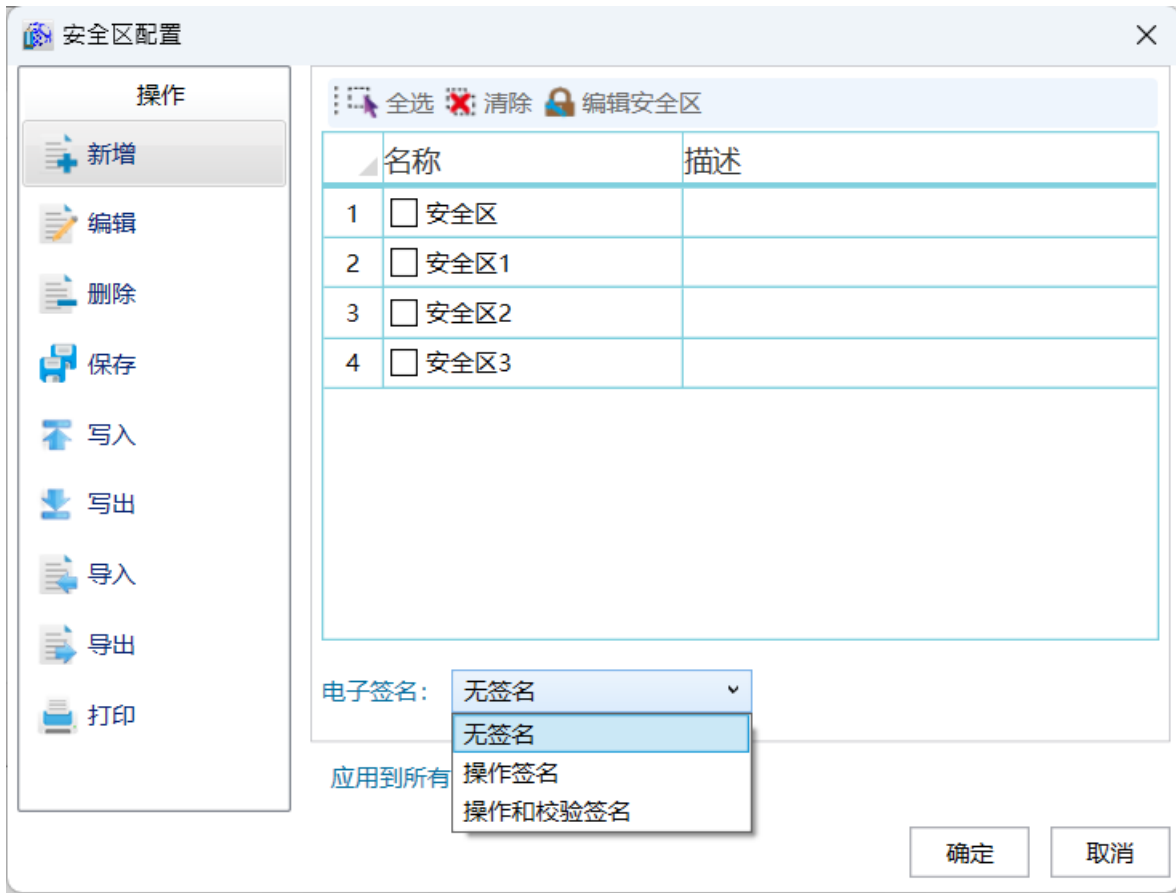 安全区配置
操作
新增
编辑
删除
保存
写入
写出
导入
导出
打印
全选 清除 编辑安全区
名称 描述
1 安全区
2 安全区1
3 安全区2
4 安全区3
电子签名： 无签名
无签名
操作签名
操作和校验签名
应用到所有
确定 取消